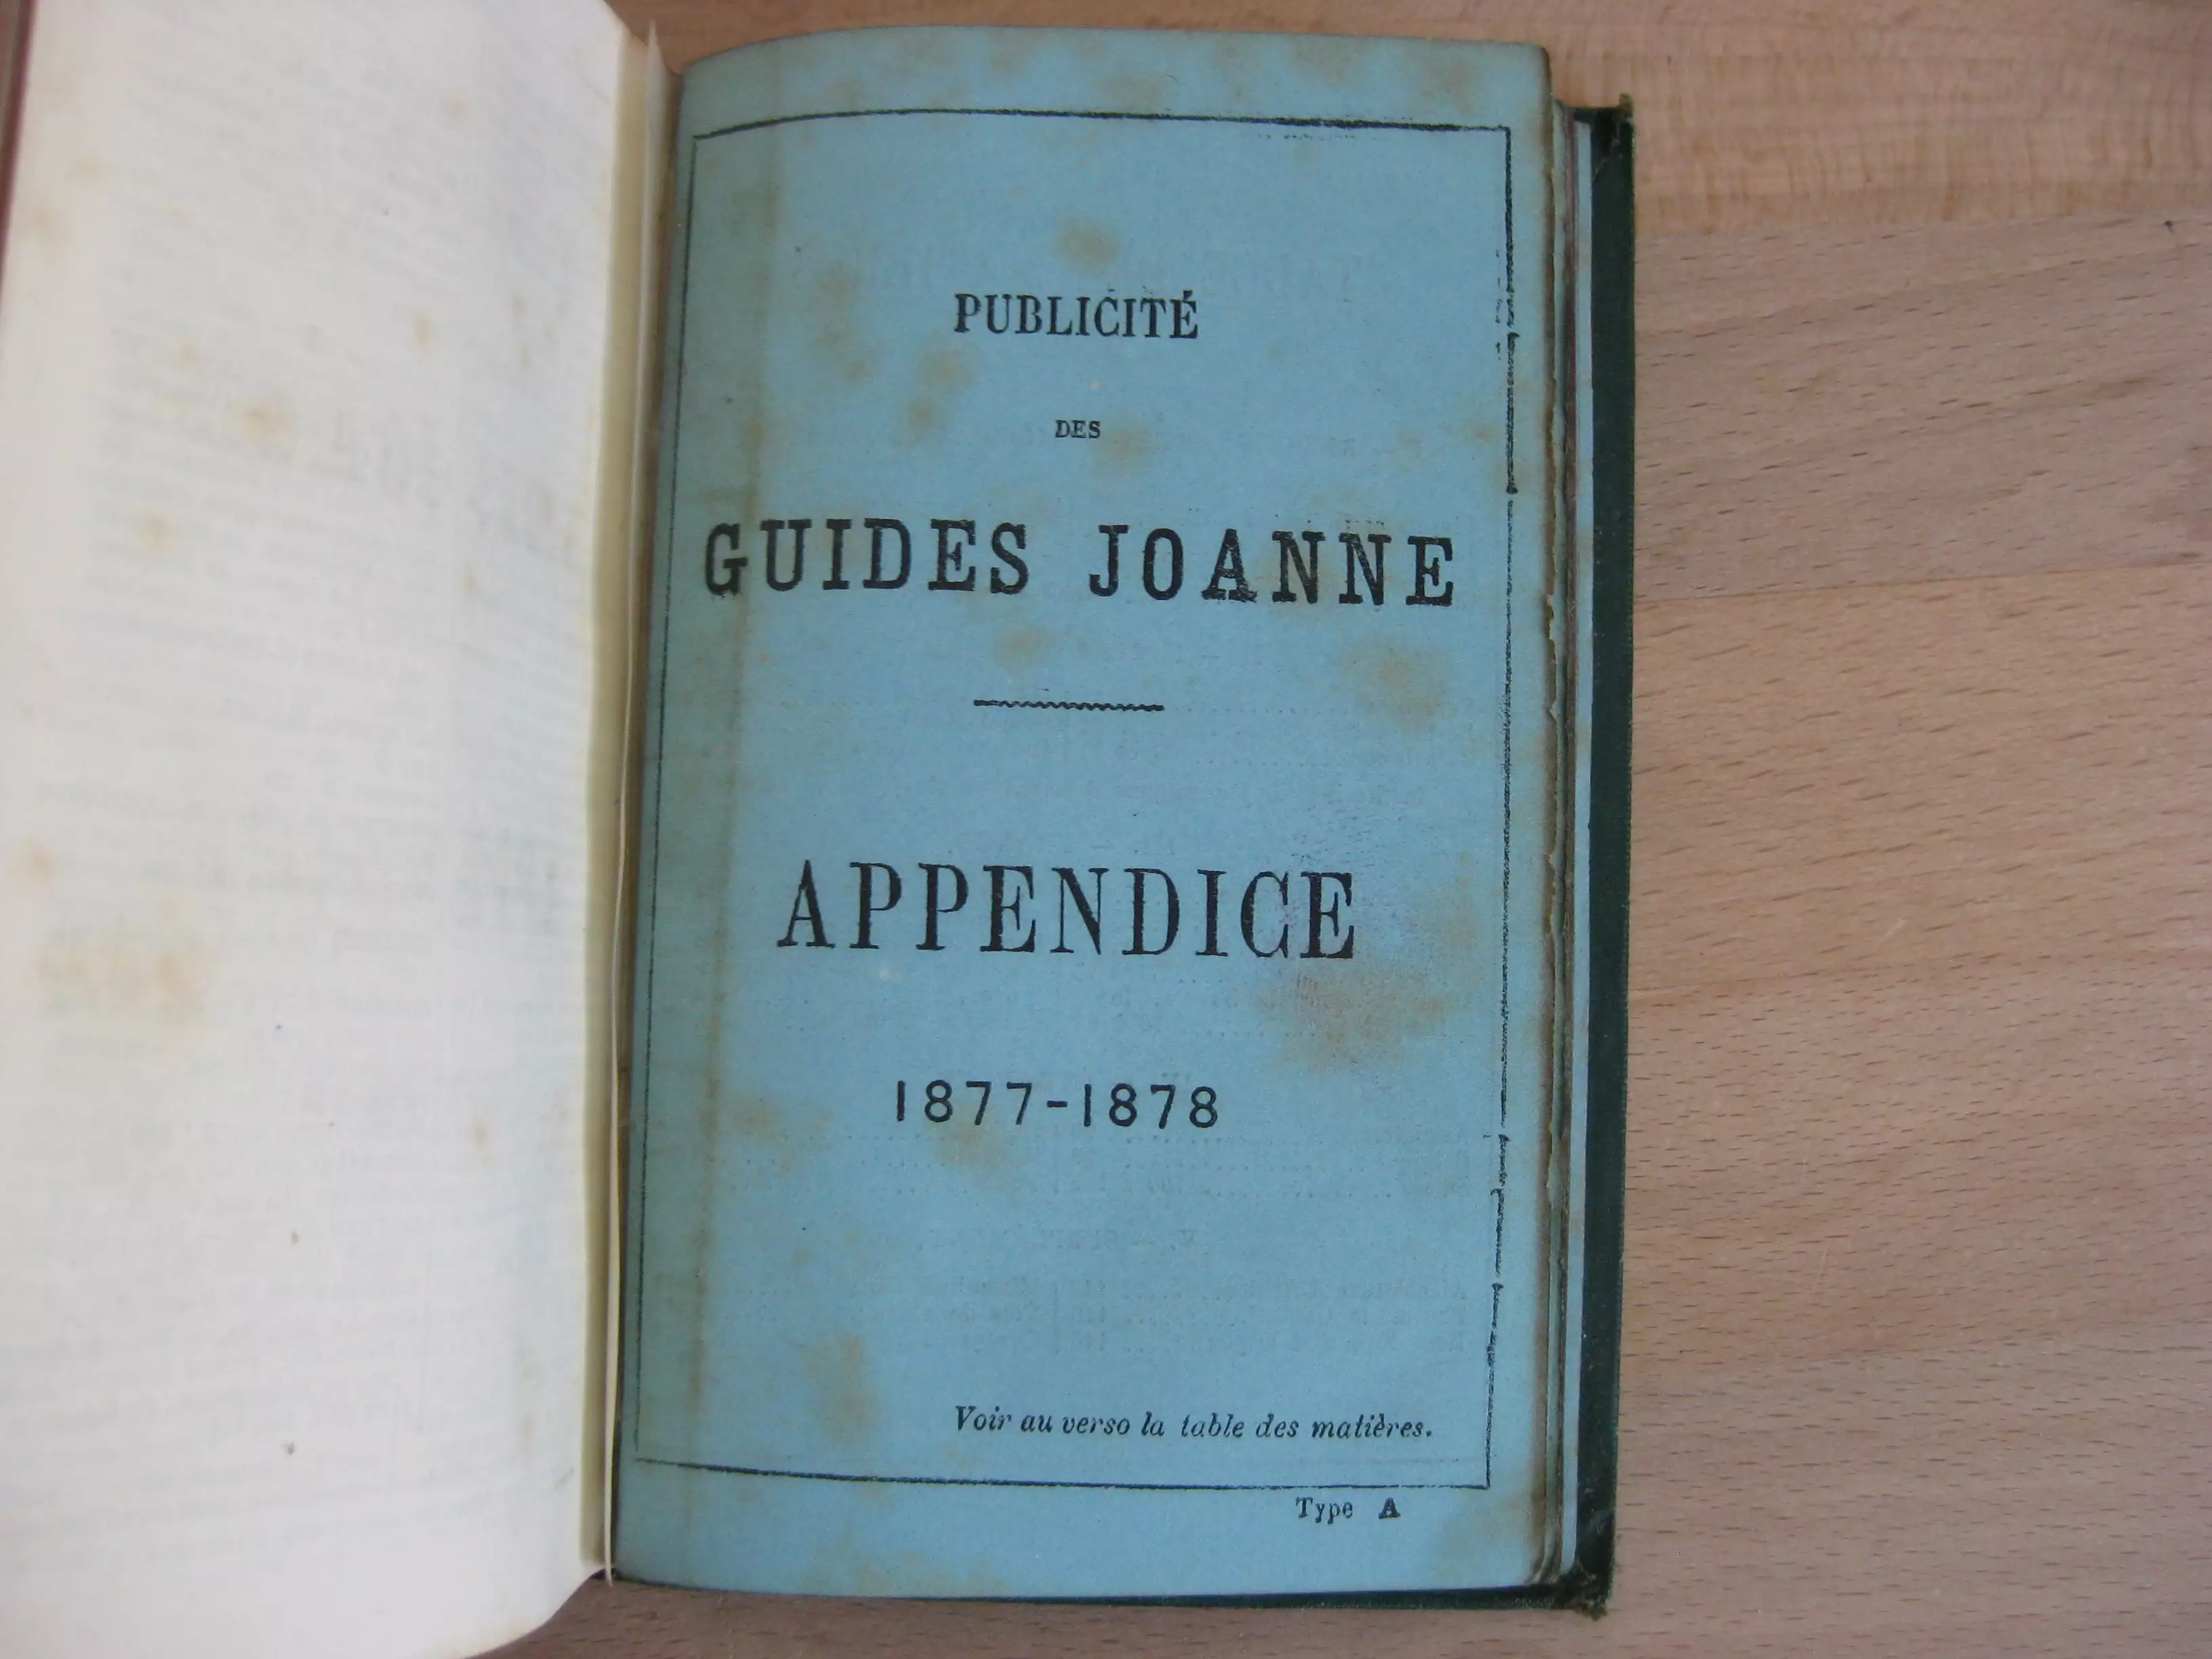 PUBLICITÉ
DES
GUIDES JOANNE
APPENDICE
1877-1878
Voir au verso la table des matières.
Type A